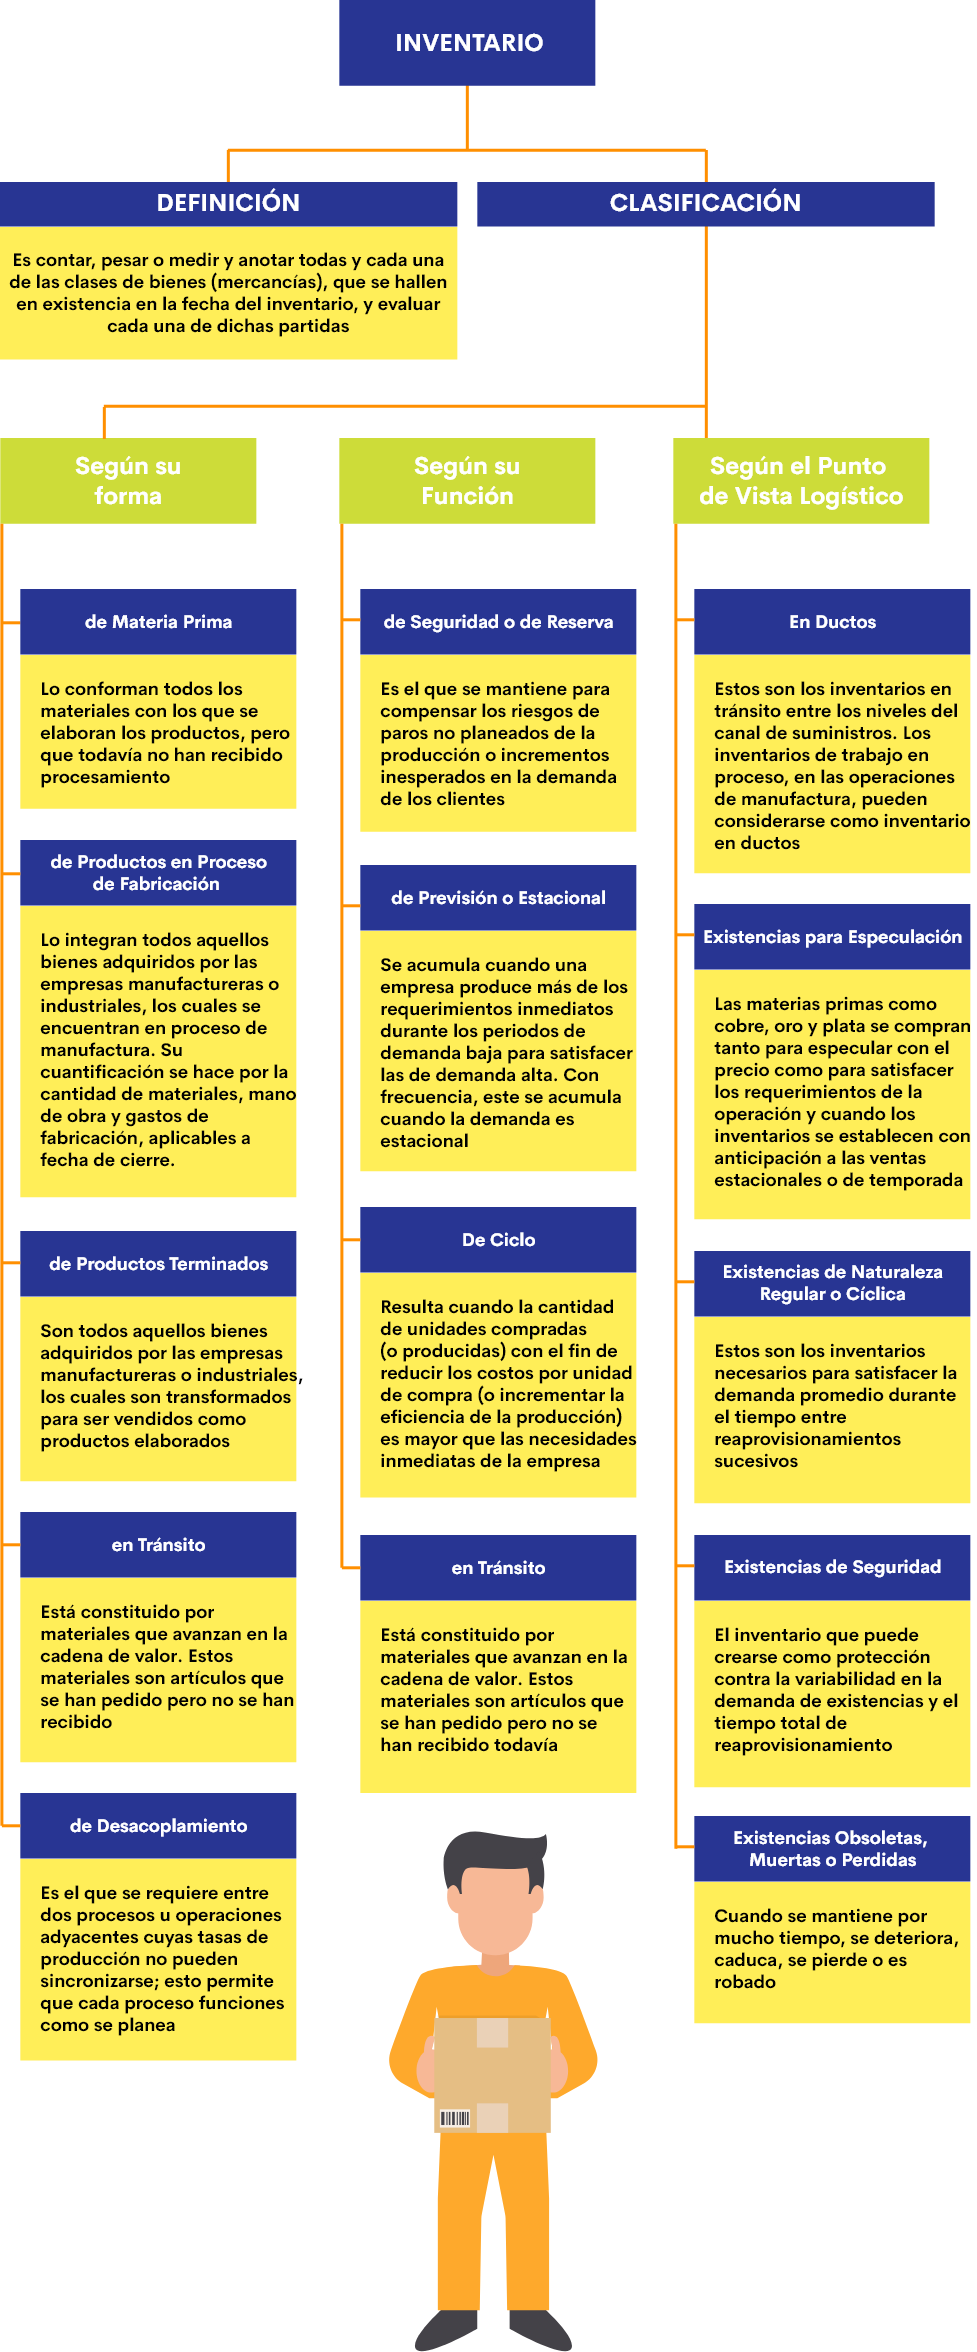 INVENTARIO
DEFINICIÓN
Es contar, pesar o medir y anotar todas y cada una
de las clases de bienes (mercancías), que se hallen
en existencia en la fecha del inventario, y evaluar
cada una de dichas partidas
CLASIFICACIÓN
Según su
forma
de Materia Prima
Lo conforman todos los
materiales con los que se
elaboran los productos, pero
que todavía no han recibido
procesamiento
de Productos en Proceso
de Fabricación
Lo integran todos aquellos
bienes adquiridos por las
empresas manufactureras o
industriales, los cuales se
encuentran en proceso de
manufactura. Su
cuantificación se hace por la
cantidad de materiales, mano
de obra y gastos de
fabricación, aplicables a
fecha de cierre.
de Productos Terminados
Son todos aquellos bienes
adquiridos por las empresas
manufactureras o industriales,
los cuales son transformados
para ser vendidos como
productos elaborados
en Tránsito
Está constituido por
materiales que avanzan en la
cadena de valor. Estos
materiales son artículos que
se han pedido pero no se han
recibido
de Desacoplamiento
Es el que se requiere entre
dos procesos u operaciones
adyacentes cuyas tasas de
producción no pueden
sincronizarse; esto permite
que cada proceso funciones
como se planea
Según su
Función
de Seguridad o de Reserva
Es el que se mantiene para
compensar los riesgos de
paros no planeados de la
producción o incrementos
inesperados en la demanda
de los clientes
de Previsión o Estacional
Se acumula cuando una
empresa produce más de los
requerimientos inmediatos
durante los periodos de
demanda baja para satisfacer
las de demanda alta. Con
frecuencia, este se acumula
cuando la demanda es
estacional
De Ciclo
Resulta cuando la cantidad
de unidades compradas
(o producidas) con el fin de
reducir los costos por unidad
de compra (o incrementar la
eficiencia de la producción)
es mayor que las necesidades
inmediatas de la empresa
en Tránsito
Está constituido por
materiales que avanzan en la
cadena de valor. Estos
materiales son artículos que
se han pedido pero no se
han recibido todavía
Según el Punto
de Vista Logístico
En Ductos
Estos son los inventarios en
tránsito entre los niveles del
canal de suministros. Los
inventarios de trabajo en
proceso, en las operaciones
de manufactura, pueden
considerarse como inventario
en ductos
Existencias para Especulación
Las materias primas como
cobre, oro y plata se compran
tanto para especular con el
precio como para satisfacer
los requerimientos de la
operación y cuando los
inventarios se establecen con
anticipación a las ventas
estacionales o de temporada
Existencias de Naturaleza
Regular o Cíclica
Estos son los inventarios
necesarios para satisfacer la
demanda promedio durante
el tiempo entre
reaprovisionamientos
sucesivos
Existencias de Seguridad
El inventario que puede
crearse como protección
contra la variabilidad en la
demanda de existencias y el
tiempo total de
reaprovisionamiento
Existencias Obsoletas,
Muertas o Perdidas
Cuando se mantiene por
mucho tiempo, se deteriora,
caduca, se pierde o es
robado